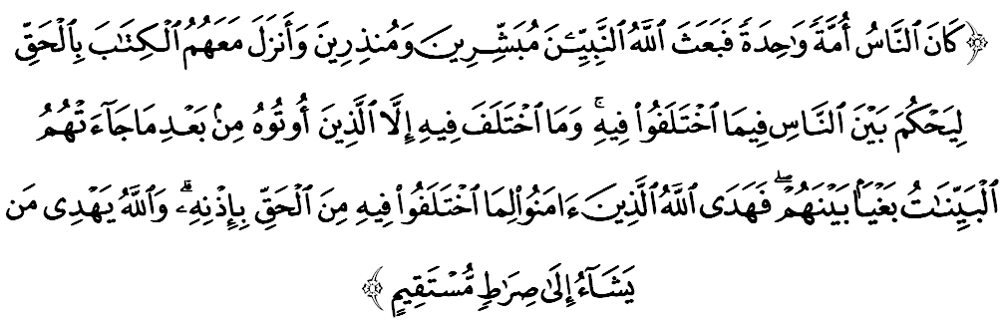 ﴿كَانَ ٱلنَّاسُ أُمَّةٗ وَٰحِدَةٗ فَبَعَثَ ٱللَّهُ ٱلنَّبِيِّـۧنَ مُبَشِّرِينَ وَمُنذِرِينَ وَأَنزَلَ مَعَهُمُ ٱلۡكِتَٰبَ بِٱلۡحَقِّ
لِيَحۡكُمَ بَيۡنَ ٱلنَّاسِ فِيمَا ٱخۡتَلَفُواْ فِيهِۚ وَمَا ٱخۡتَلَفَ فِيهِ إِلَّا ٱلَّذِينَ أُوتُوهُ مِنۢ بَعۡدِ مَا جَآءَتۡهُمُ
ٱلۡبَيِّنَٰتُ بَغۡيَۢا بَيۡنَهُمۡۖ فَهَدَى ٱللَّهُ ٱلَّذِينَ ءَامَنُواْ لِمَا ٱخۡتَلَفُواْ فِيهِ مِنَ ٱلۡحَقِّ بِإِذۡنِهِۦۗ وَٱللَّهُ يَهۡدِي مَن
يَشَآءُ إِلَىٰ صِرَٰطٖ مُّسۡتَقِيمٍ﴾